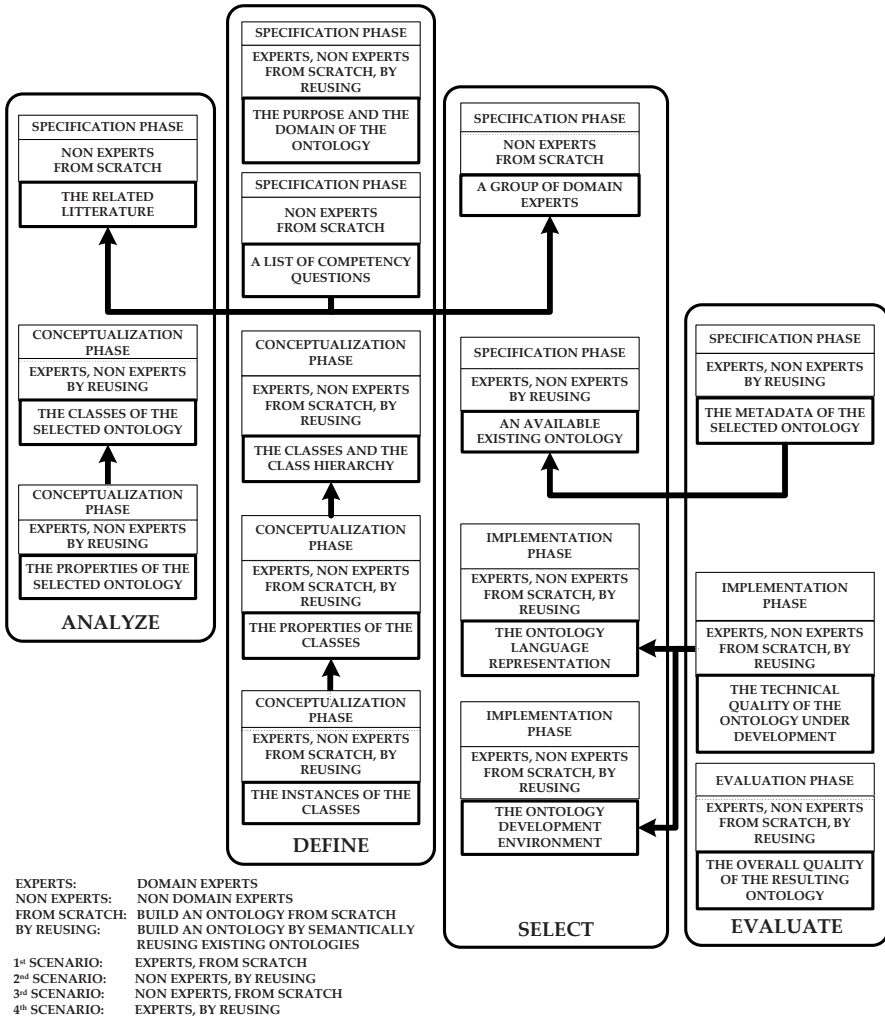 SPECIFICATION PHASE
NON EXPERTS
FROM SCRATCH
THE RELATED
LITTERATURE
CONCEPTUALIZATION
PHASE
EXPERTS, NON EXPERTS
BY REUSING
THE CLASSES OF THE
SELECTED ONTOLOGY
CONCEPTUALIZATION
PHASE
EXPERTS, NON EXPERTS
BY REUSING
THE PROPERTIES OF THE
SELECTED ONTOLOGY
ANALYZE
SPECIFICATION PHASE
EXPERTS, NON EXPERTS
FROM SCRATCH, BY
REUSING
THE PURPOSE AND THE
DOMAIN OF THE
ONTOLOGY
SPECIFICATION PHASE
NON EXPERTS
FROM SCRATCH
A LIST OF COMPETENCY
QUESTIONS
CONCEPTUALIZATION
PHASE
EXPERTS, NON EXPERTS
FROM SCRATCH, BY
REUSING
THE CLASSES AND THE
CLASS HIERARCHY
CONCEPTUALIZATION
PHASE
EXPERTS, NON EXPERTS
FROM SCRATCH, BY
REUSING
THE PROPERTIES OF THE
CLASSES
CONCEPTUALIZATION
PHASE
EXPERTS, NON EXPERTS
FROM SCRATCH, BY
REUSING
THE INSTANCES OF THE
CLASSES
DEFINE
SPECIFICATION PHASE
NON EXPERTS
FROM SCRATCH
A GROUP OF DOMAIN
EXPERTS
SPECIFICATION PHASE
EXPERTS, NON EXPERTS
BY REUSING
AN AVAILABLE
EXISTING ONTOLOGY
IMPLEMENTATION
PHASE
EXPERTS, NON EXPERTS
FROM SCRATCH, BY
REUSING
THE ONTOLOGY
LANGUAGE
REPRESENTATION
IMPLEMENTATION
PHASE
EXPERTS, NON EXPERTS
FROM SCRATCH, BY
REUSING
THE ONTOLOGY
DEVELOPMENT
ENVIRONMENT
SELECT
SPECIFICATION PHASE
EXPERTS, NON EXPERTS
BY REUSING
THE METADATA OF THE
SELECTED ONTOLOGY
IMPLEMENTATION
PHASE
EXPERTS, NON EXPERTS
FROM SCRATCH, BY
REUSING
THE TECHNICAL
QUALITY OF THE
ONTOLOGY UNDER
DEVELOPMENT
EVALUATION PHASE
EXPERTS, NON EXPERTS
FROM SCRATCH, BY
REUSING
THE OVERALL QUALITY
OF THE RESULTING
ONTOLOGY
EVALUATE
EXPERTS: DOMAIN EXPERTS
NON EXPERTS: NON DOMAIN EXPERTS
FROM SCRATCH: BUILD AN ONTOLOGY FROM SCRATCH
BY REUSING: BUILD AN ONTOLOGY BY SEMANTICALLY
REUSING EXISTING ONTOLOGIES
1st SCENARIO: EXPERTS, FROM SCRATCH
2nd SCENARIO: NON EXPERTS, BY REUSING
3rd SCENARIO: NON EXPERTS, FROM SCRATCH
4th SCENARIO: EXPERTS, BY REUSING